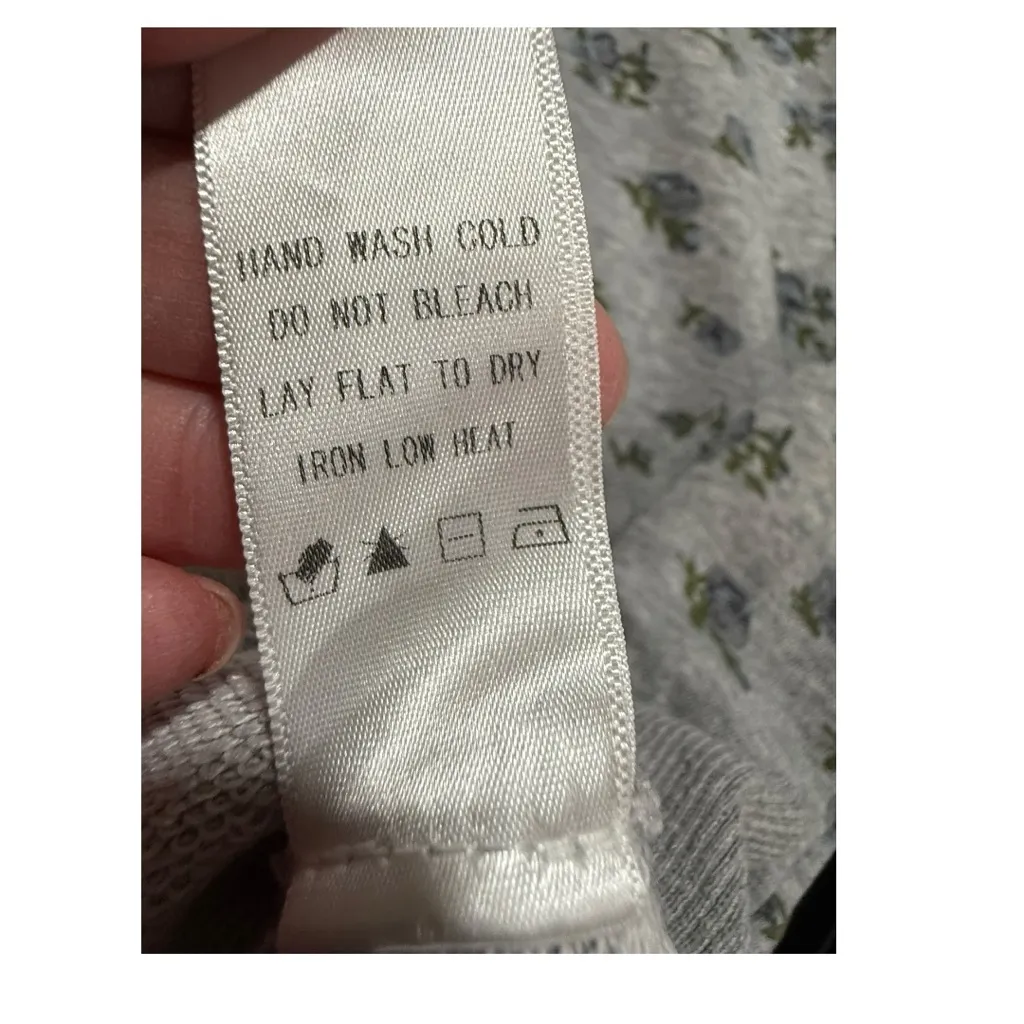 HAND WASH COLD
DO NOT BLEACH
LAY FLAT TO DRY
IRON LOW HEAT